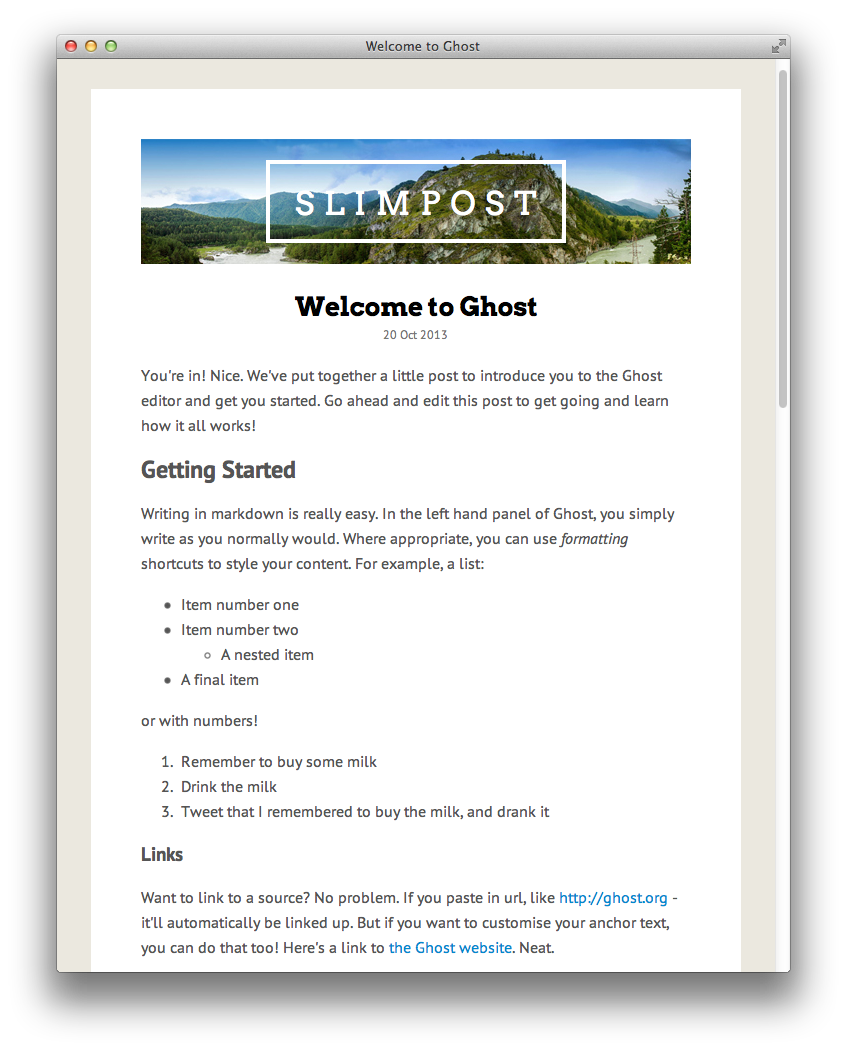 Welcome to Ghost
SLIMPOST
Welcome to Ghost
20 Oct 2013
You're in! Nice. We've put together a little post to introduce you to the Ghost
editor and get you started. Go ahead and edit this post to get going and learn
how it all works!
Getting Started
Writing in markdown is really easy. In the left hand panel of Ghost, you simply
write as you normally would. Where appropriate, you can use formatting
shortcuts to style your content. For example, a list:
• Item number one
• Item number two
◦ A nested item
• A final item
or with numbers!
1. Remember to buy some milk
2. Drink the milk
3. Tweet that I remembered to buy the milk, and drank it
Links
Want to link to a source? No problem. If you paste in url, like http://ghost.org -
it'll automatically be linked up. But if you want to customise your anchor text,
you can do that too! Here's a link to the Ghost website. Neat.